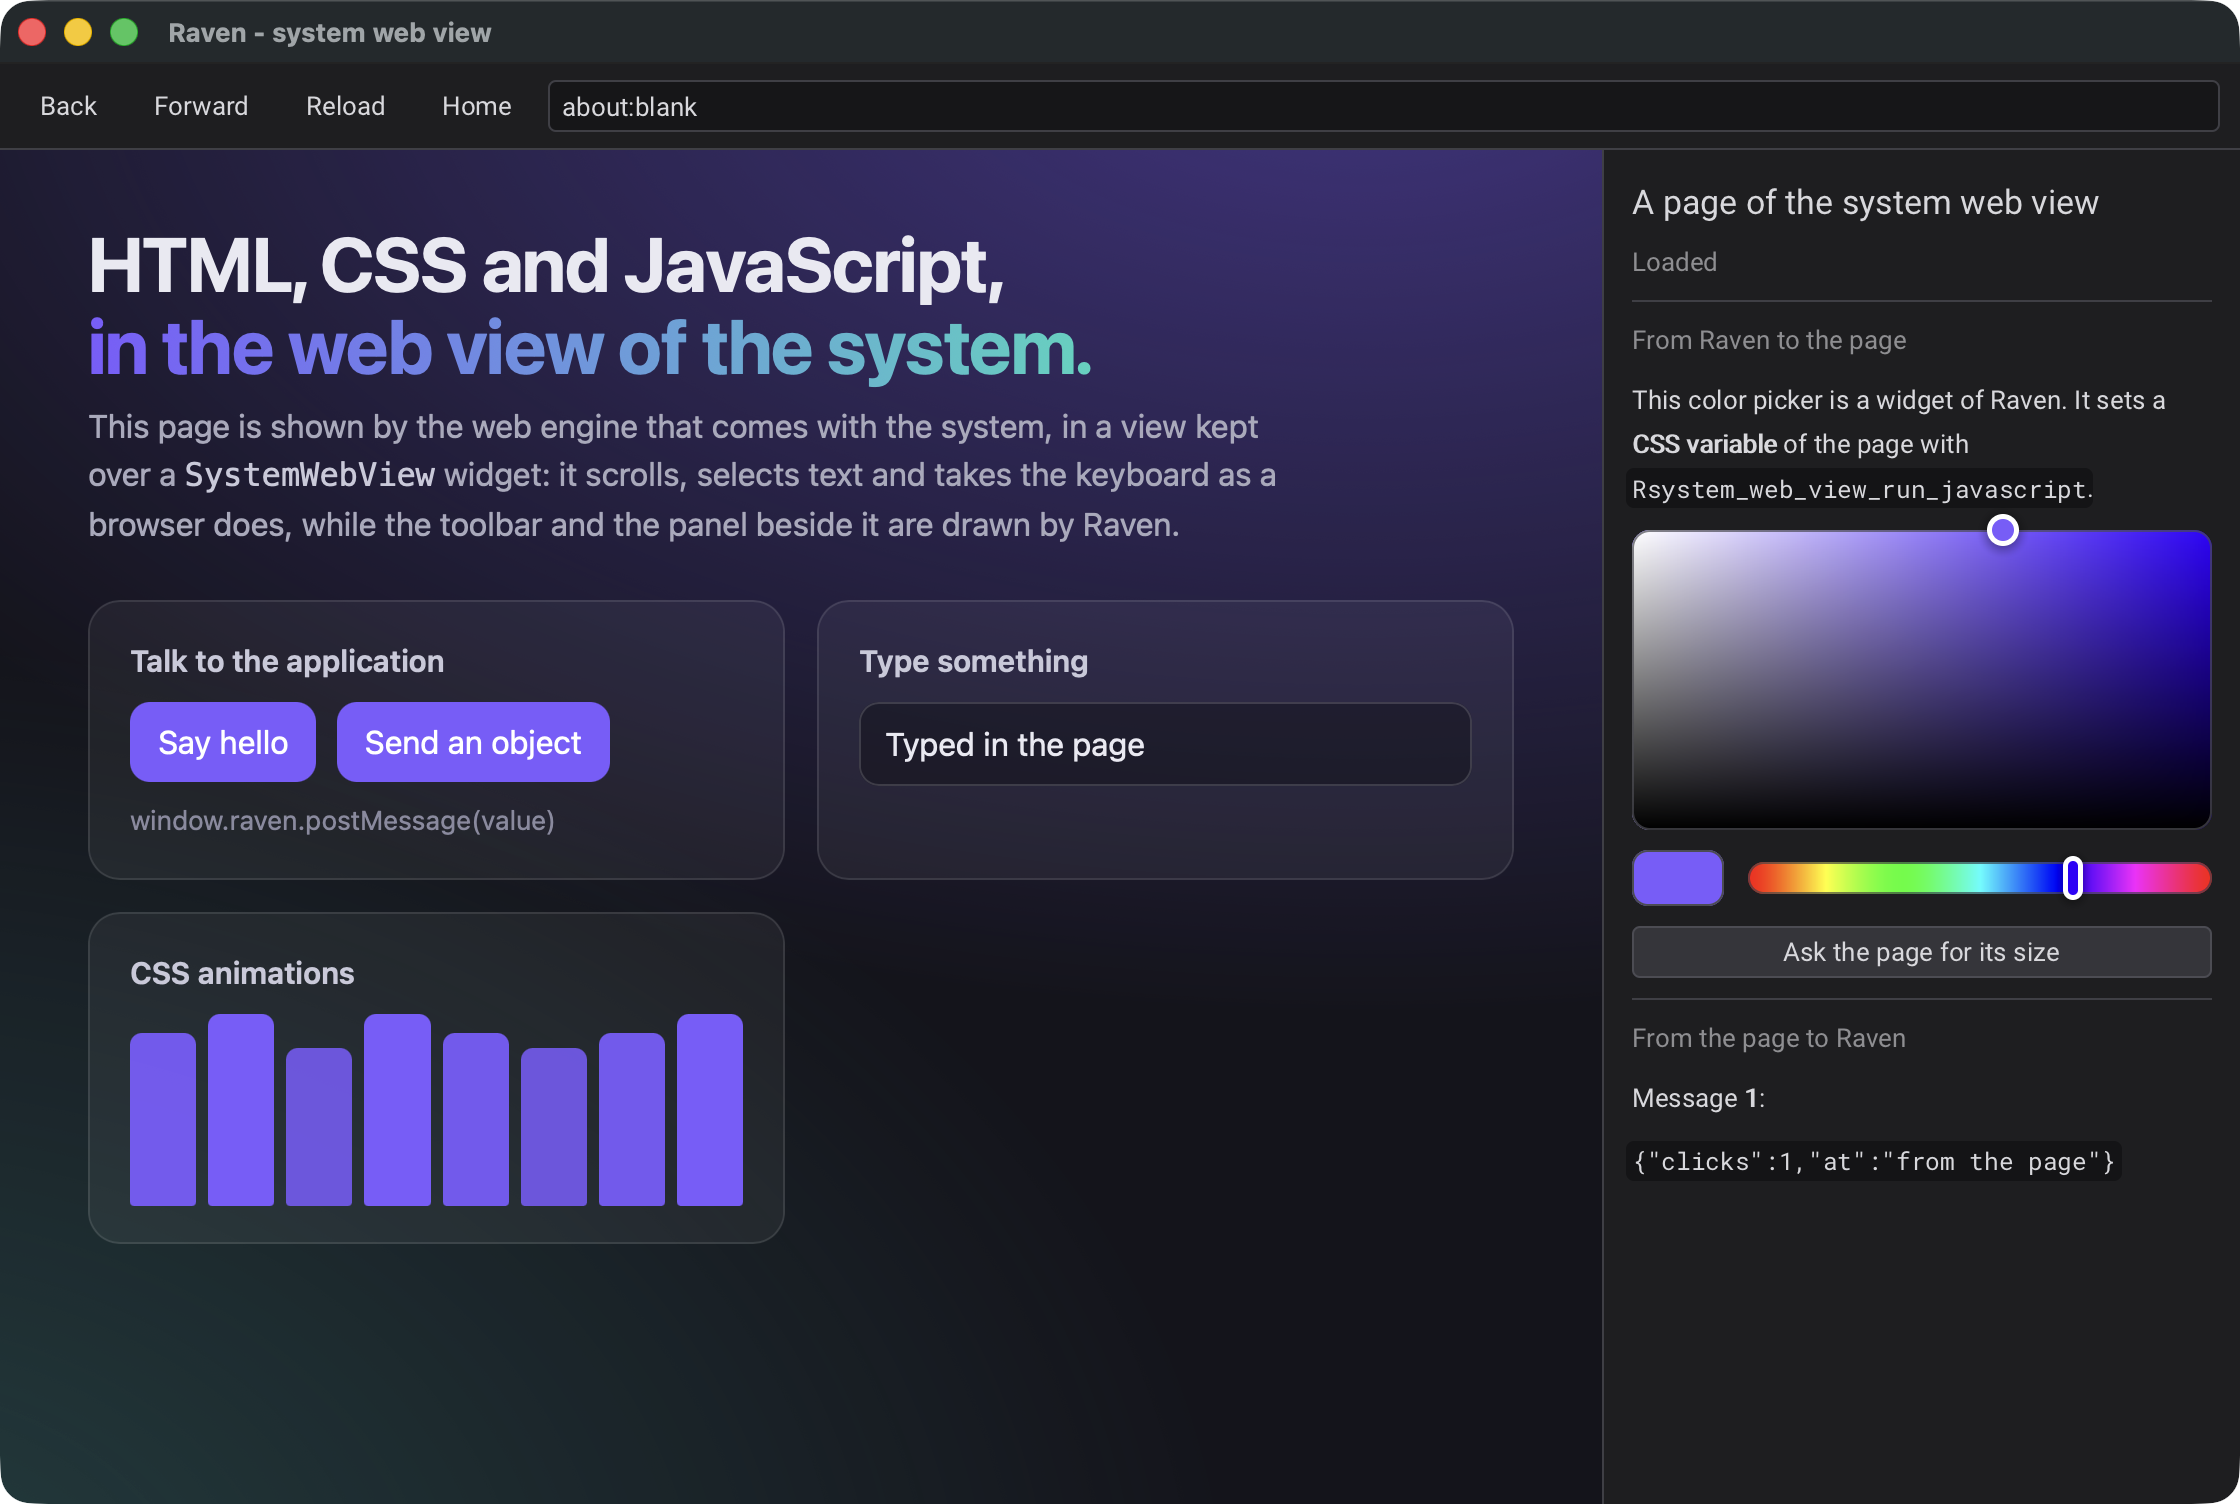 Raven - system web view
Back
Forward
Reload
Home
about:blank
HTML, CSS and JavaScript,
in the web view of the system.
This page is shown by the web engine that comes with the system, in a view kept
over a SystemWebView widget: it scrolls, selects text and takes the keyboard as a
browser does, while the toolbar and the panel beside it are drawn by Raven.
Talk to the application
Say hello
Send an object
window.raven.postMessage(value)
Type something
Typed in the page
CSS animations
A page of the system web view
Loaded
From Raven to the page
This color picker is a widget of Raven. It sets a
CSS variable of the page with
Rsystem_web_view_run_javascript.
Ask the page for its size
From the page to Raven
Message 1:
{"clicks":1,"at":"from the page"}